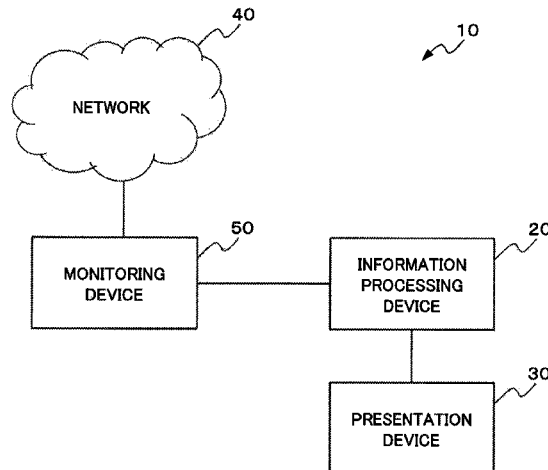 40
10
NETWORK
50
MONITORING
DEVICE
20
INFORMATION
PROCESSING
DEVICE
30
PRESENTATION
DEVICE